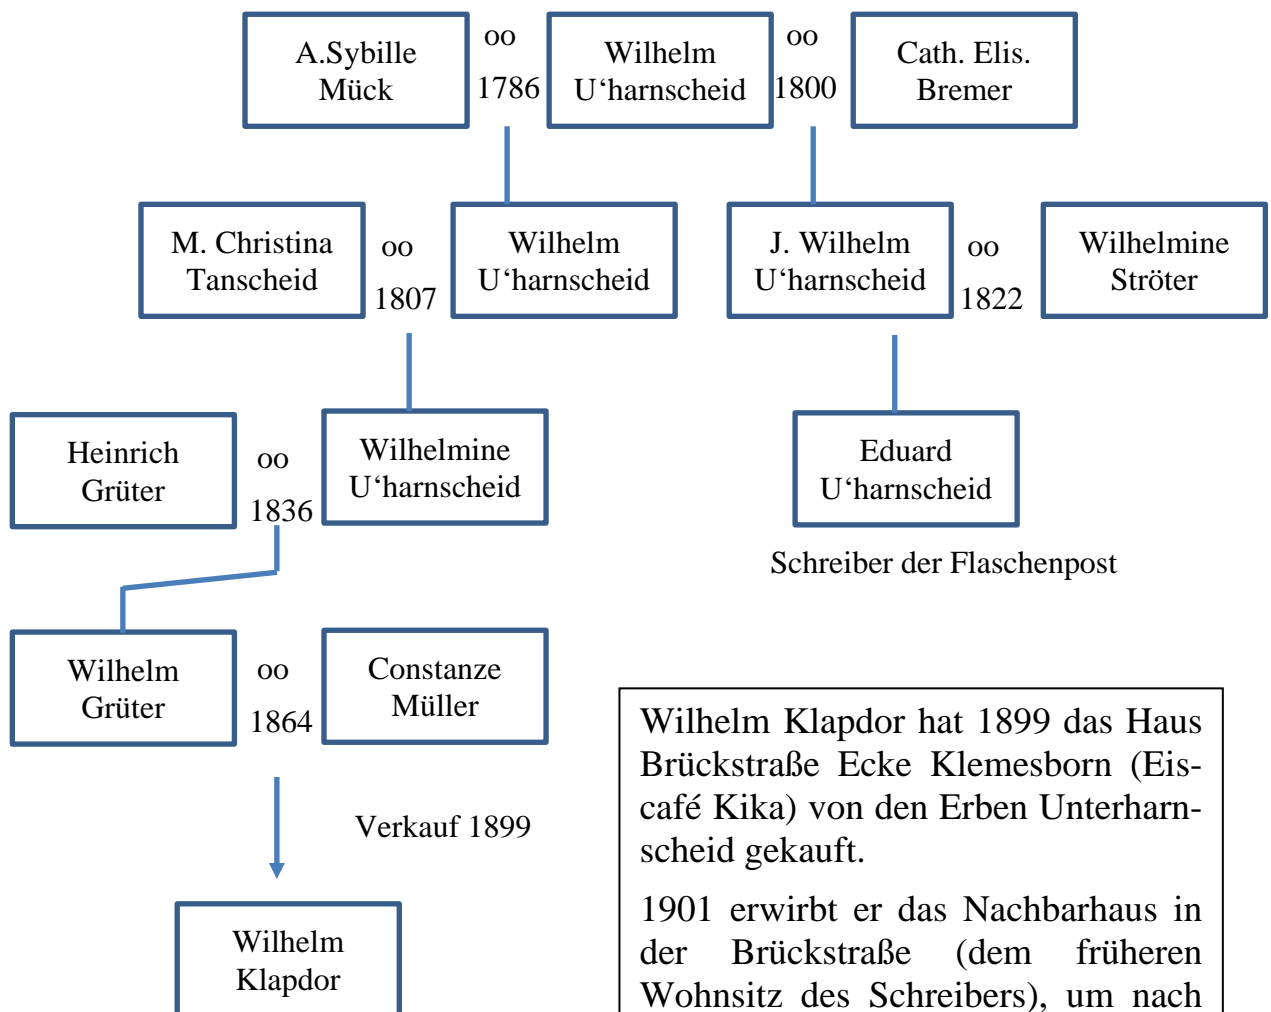 A.Sybille
Mück
oo
1786
Wilhelm
U‘harnscheid
oo
1800
Cath. Elis.
Bremer
M. Christina
Tanscheid
oo
1807
Wilhelm
U‘harnscheid
J. Wilhelm
U‘harnscheid
oo
1822
Wilhelmine
Ströter
Heinrich
Grüter
oo
1836
Wilhelmine
U‘harnscheid
Eduard
U‘harnscheid
Schreiber der Flaschenpost
Wilhelm
Grüter
oo
1864
Constanze
Müller
Verkauf 1899
Wilhelm
Klapdor
Wilhelm Klapdor hat 1899 das Haus
Brückstraße Ecke Klemesborn (Eis-
café Kika) von den Erben Unterharn-
scheid gekauft.
1901 erwirbt er das Nachbarhaus in
der Brückstraße (dem früheren
Wohnsitz des Schreibers), um nach